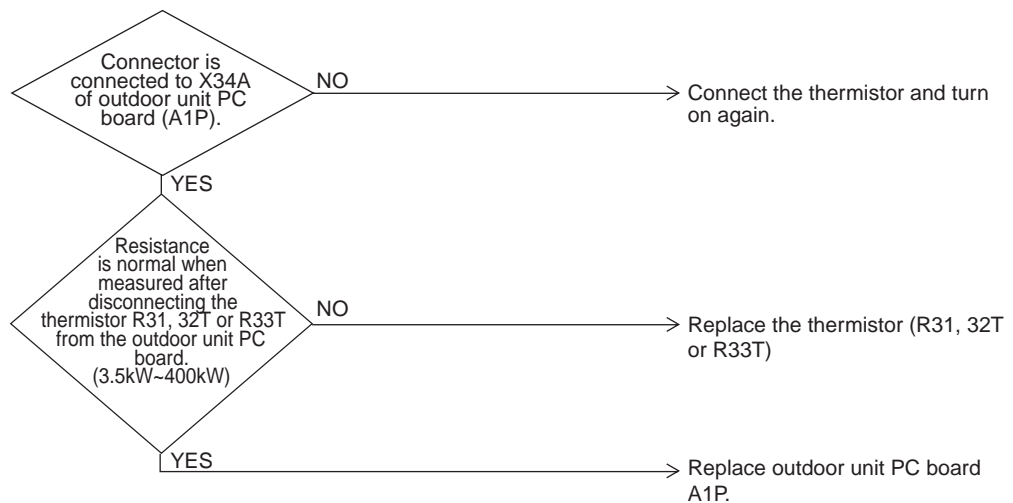 Connector is
connected to X34A
of outdoor unit PC
board (A1P).
NO
Connect the thermistor and turn
on again.
YES
Resistance
is normal when
measured after
disconnecting the
thermistor R31, 32T or R33T
from the outdoor unit PC
board.
(3.5kW~400kW)
NO
Replace the thermistor (R31, 32T
or R33T)
YES
Replace outdoor unit PC board
A1P.